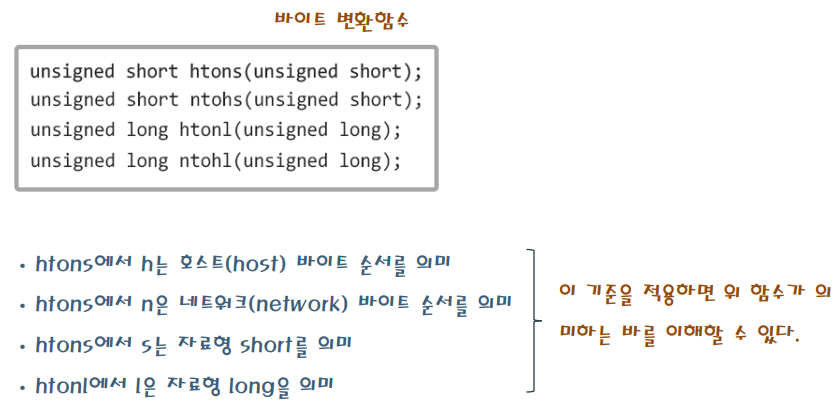 바이트 변환함수
unsigned short htons(unsigned short);
unsigned short ntohs(unsigned short);
unsigned long htonl(unsigned long);
unsigned long ntohl(unsigned long);
• htons에서 h는 호스트(host) 바이트 순서를 의미
• htons에서 n은 네트워크(network) 바이트 순서를 의미
• htons에서 s는 자료형 short를 의미
• htonl에서 l은 자료형 long을 의미
이 기준을 적용하면 위 함수가 의
미하는 바를 이해할 수 있다.